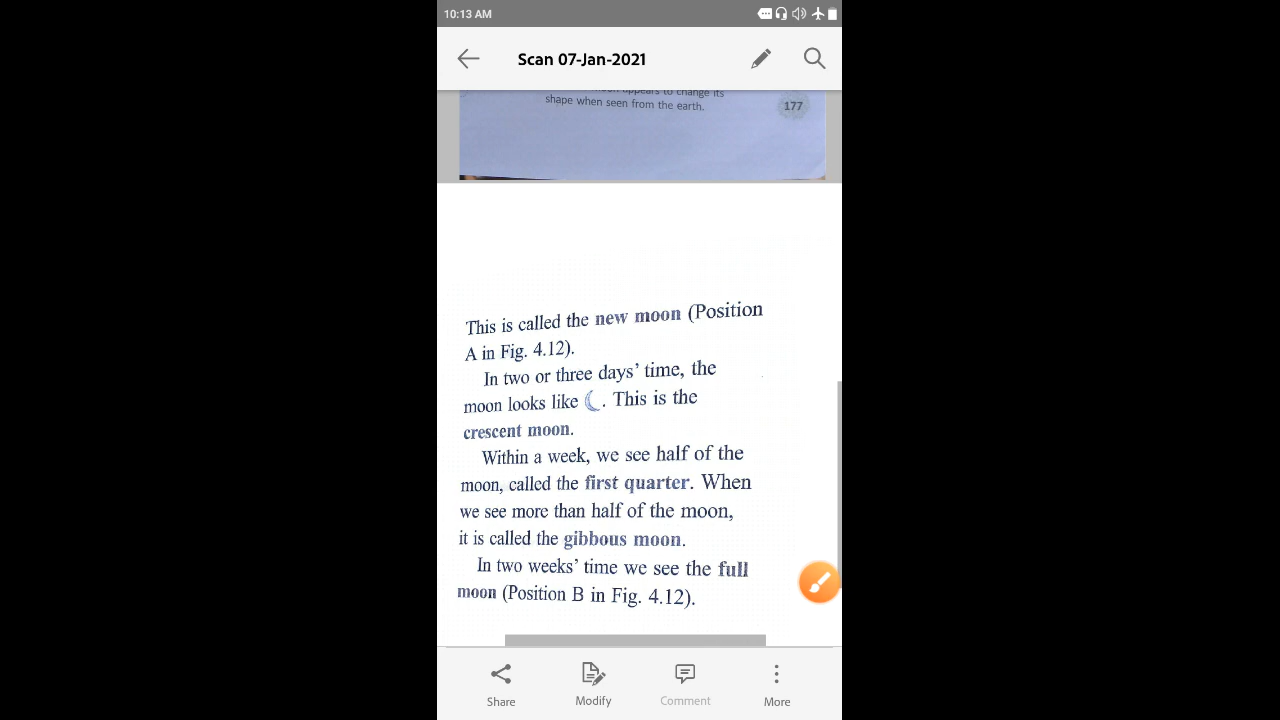 10:13 AM
Scan 07-Jan-2021
appears to change its
shape when seen from the earth.
177
This is called the new moon (Position
A in Fig. 4.12).
In two or three days' time, the
moon looks like . This is the
crescent moon.
Within a week, we see half of the
moon, called the first quarter. When
we see more than half of the moon,
it is called the gibbous moon.
In two weeks' time we see the full
moon (Position B in Fig. 4.12).
Share
Modify
Comment
More